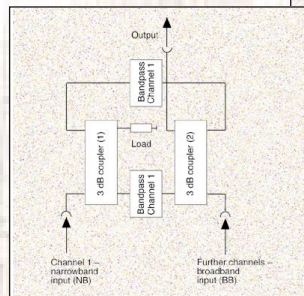 Output
Bandpass
Channel 1
3 dB coupler (1)
Load
3 dB coupler (2)
Bandpass
Channel 1
Channel 1 –
narrowband
input (NB)
Further channels –
broadband
input (BB)